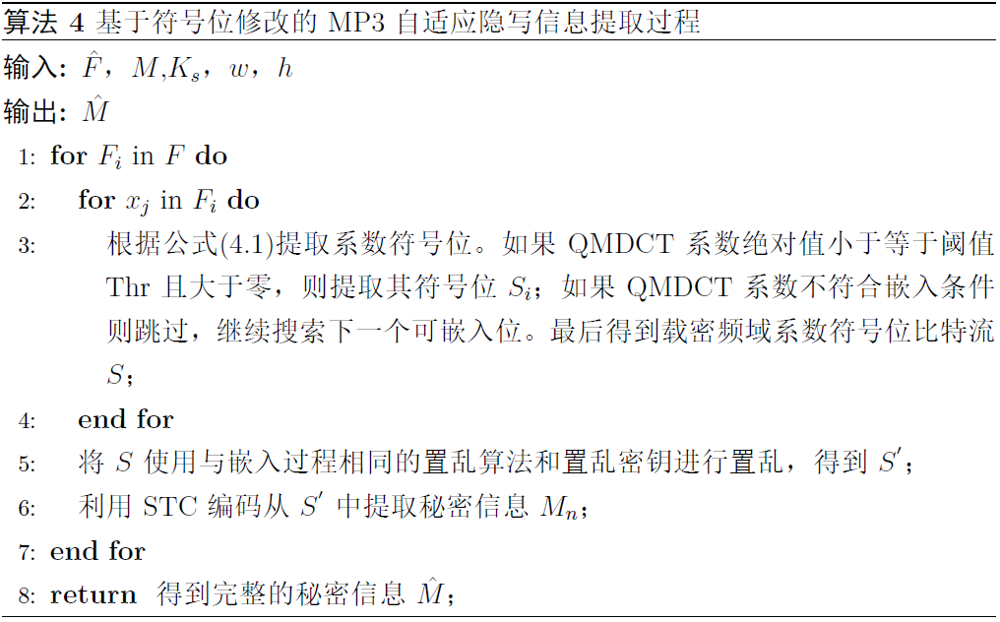 算法 4 基于符号位修改的 MP3 自适应隐写信息提取过程
输入: F̂，M,Kₛ，w，h
输出: M̂
1: for Fᵢ in F do
2: for xⱼ in Fᵢ do
3: 根据公式(4.1)提取系数符号位。如果 QMDCT 系数绝对值小于等于阈值
Thr 且大于零，则提取其符号位 Sᵢ；如果 QMDCT 系数不符合嵌入条件
则跳过，继续搜索下一个可嵌入位。最后得到载密频域系数符号位比特流
S；
4: end for
5: 将 S 使用与嵌入过程相同的置乱算法和置乱密钥进行置乱，得到 S′；
6: 利用 STC 编码从 S′ 中提取秘密信息 Mₙ；
7: end for
8: return 得到完整的秘密信息 M̂；